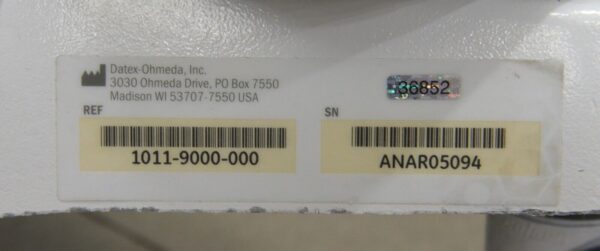 Datex-Ohmeda, Inc.
3030 Ohmeda Drive, PO Box 7550
Madison WI 53707-7550 USA
36852
REF
SN
1011-9000-000
ANAR05094